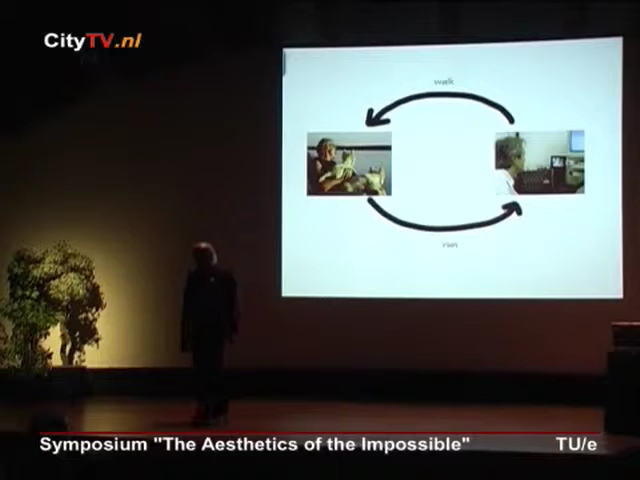 CityTV.nl
walk
run
Symposium "The Aesthetics of the Impossible" TU/e